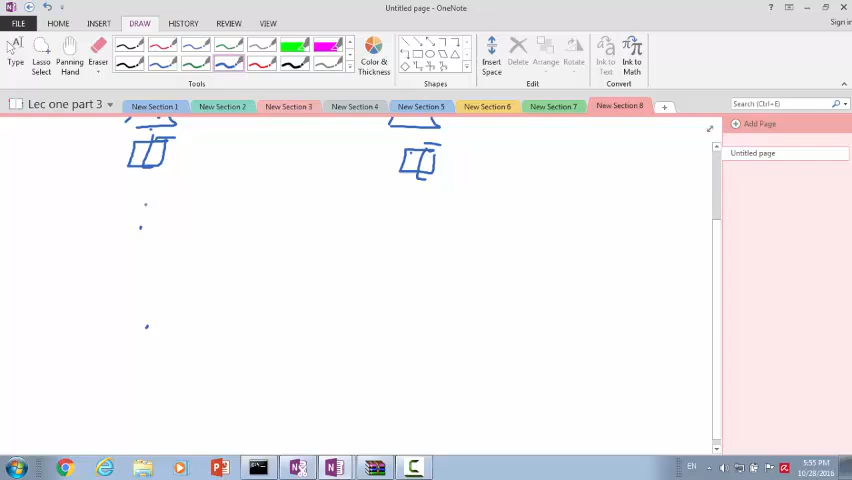 Untitled page - OneNote
FILE HOME INSERT DRAW HISTORY REVIEW VIEW
Sign in
Type Lasso Select Panning Hand Eraser Color & Thickness Insert Space Delete Arrange Rotate Ink to Text Ink to Math
Tools Shapes Edit Convert
Lec one part 3 New Section 1 New Section 2 New Section 3 New Section 4 New Section 5 New Section 6 New Section 7 New Section 8 Search (Ctrl+E)
Add Page
Untitled page
EN 5:55 PM
10/28/2016